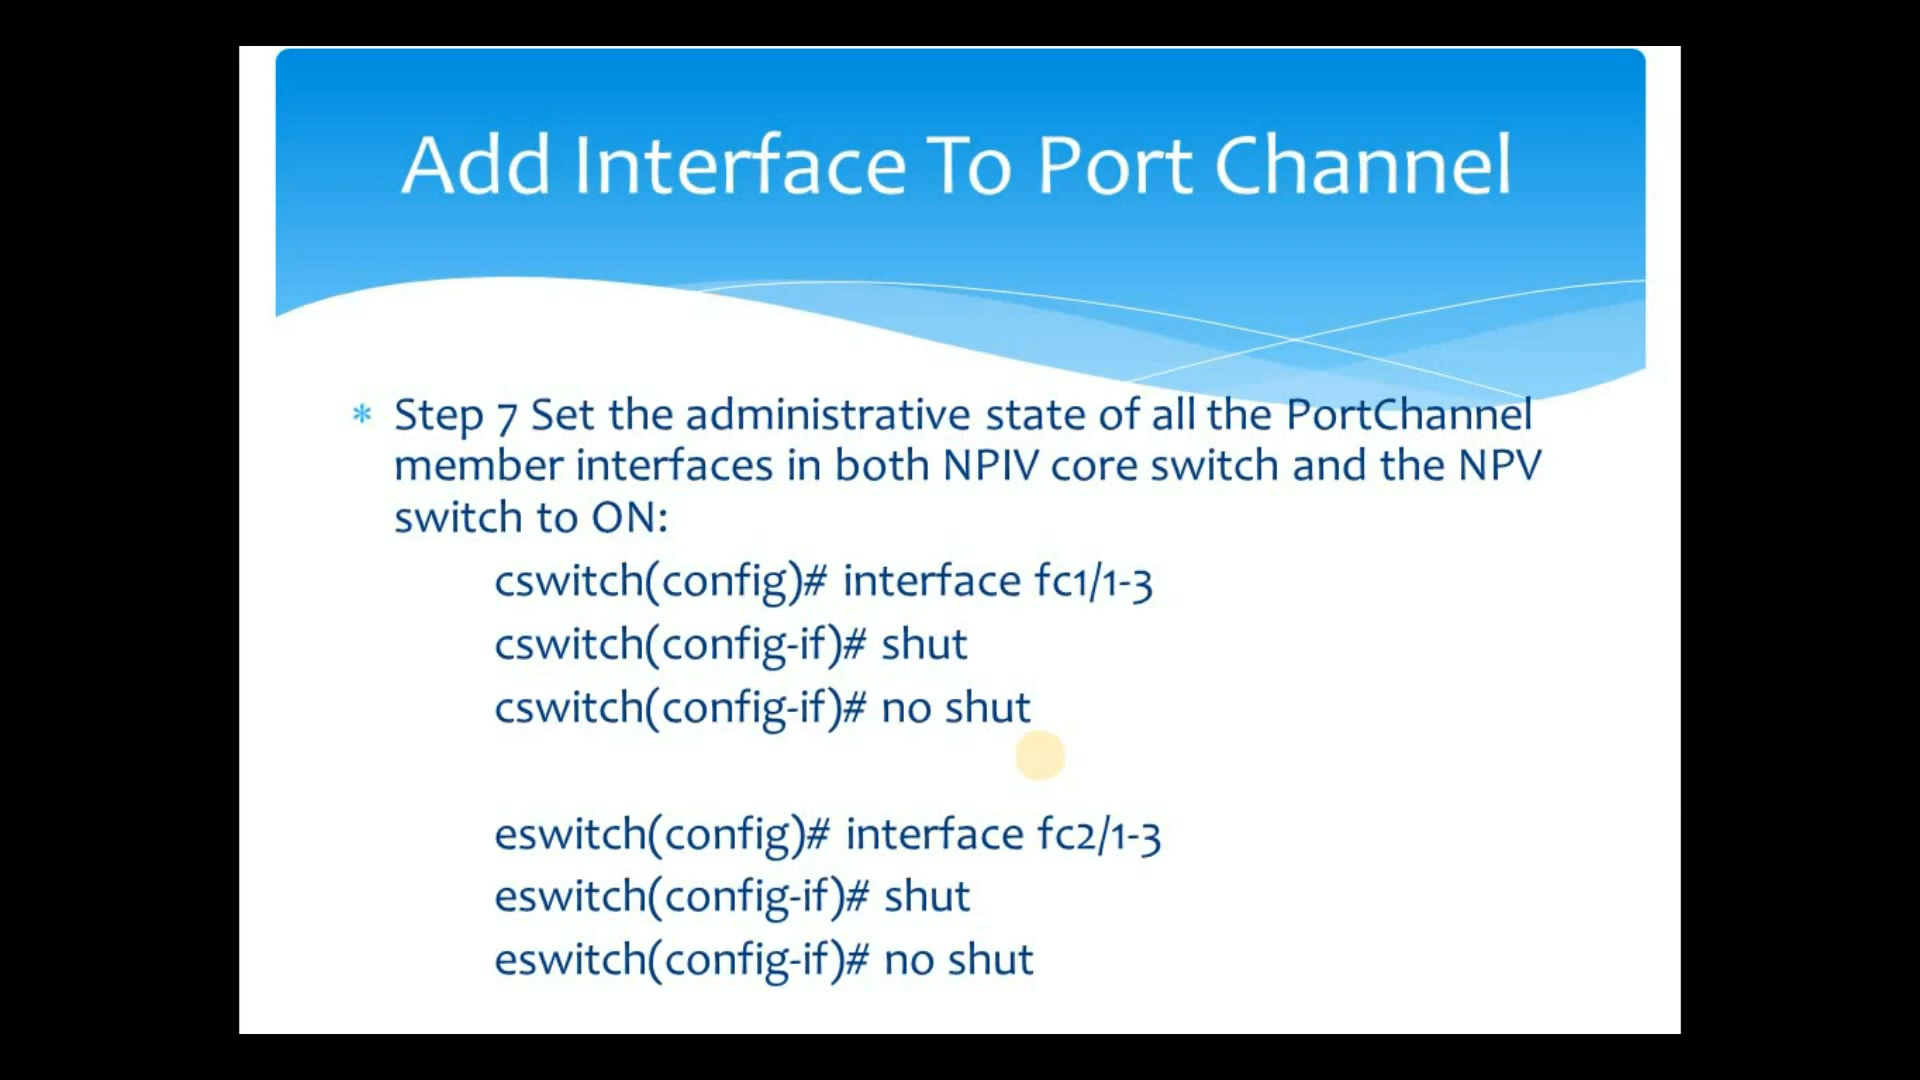 Add Interface To Port Channel
* Step 7 Set the administrative state of all the PortChannel
member interfaces in both NPIV core switch and the NPV
switch to ON:
cswitch(config)# interface fc1/1-3
cswitch(config-if)# shut
cswitch(config-if)# no shut
eswitch(config)# interface fc2/1-3
eswitch(config-if)# shut
eswitch(config-if)# no shut